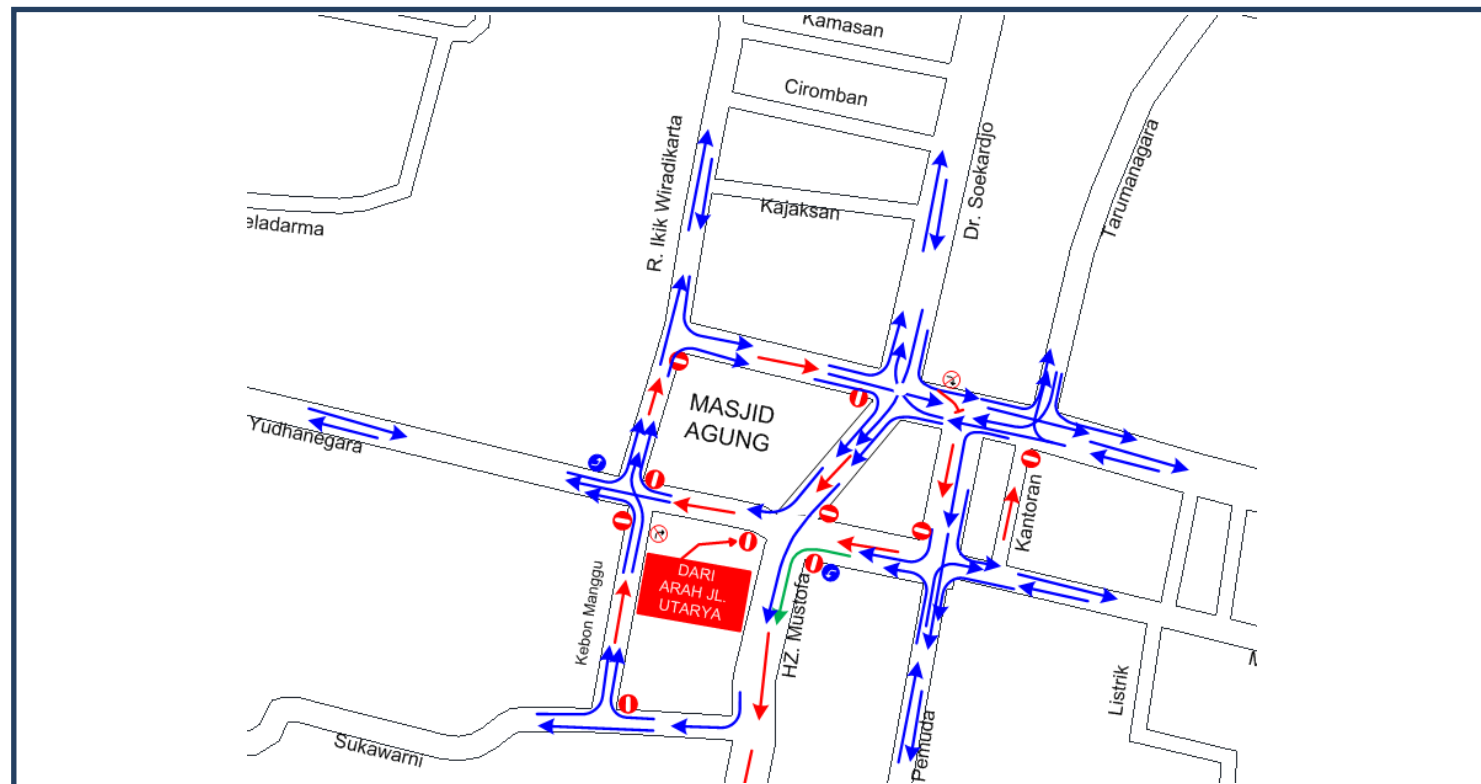 Kamasan
Ciromban
R. Ikik Wiradikarta
Dr. Soekardjo
Tarumanagara
Kajaksan
eladarma
MASJID
AGUNG
Yudhanegara
Kantoran
DARI
ARAH JL.
UTARYA
Kebon Manggu
HZ. Mustofa
Listrik
Pemuda
Sukawarni